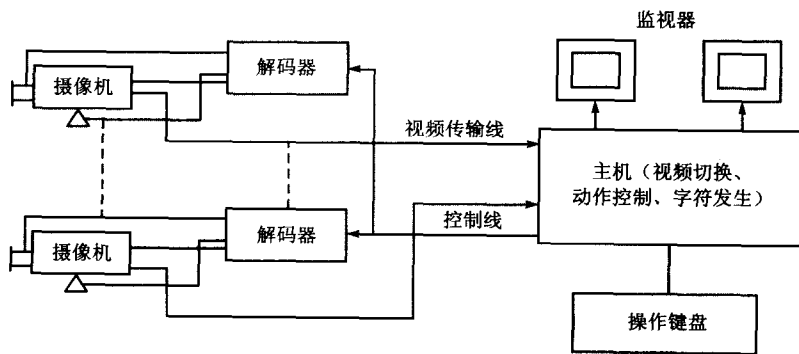 监视器
解码器
摄像机
视频传输线
主机（视频切换、
动作控制、字符发生）
解码器
控制线
摄像机
操作键盘